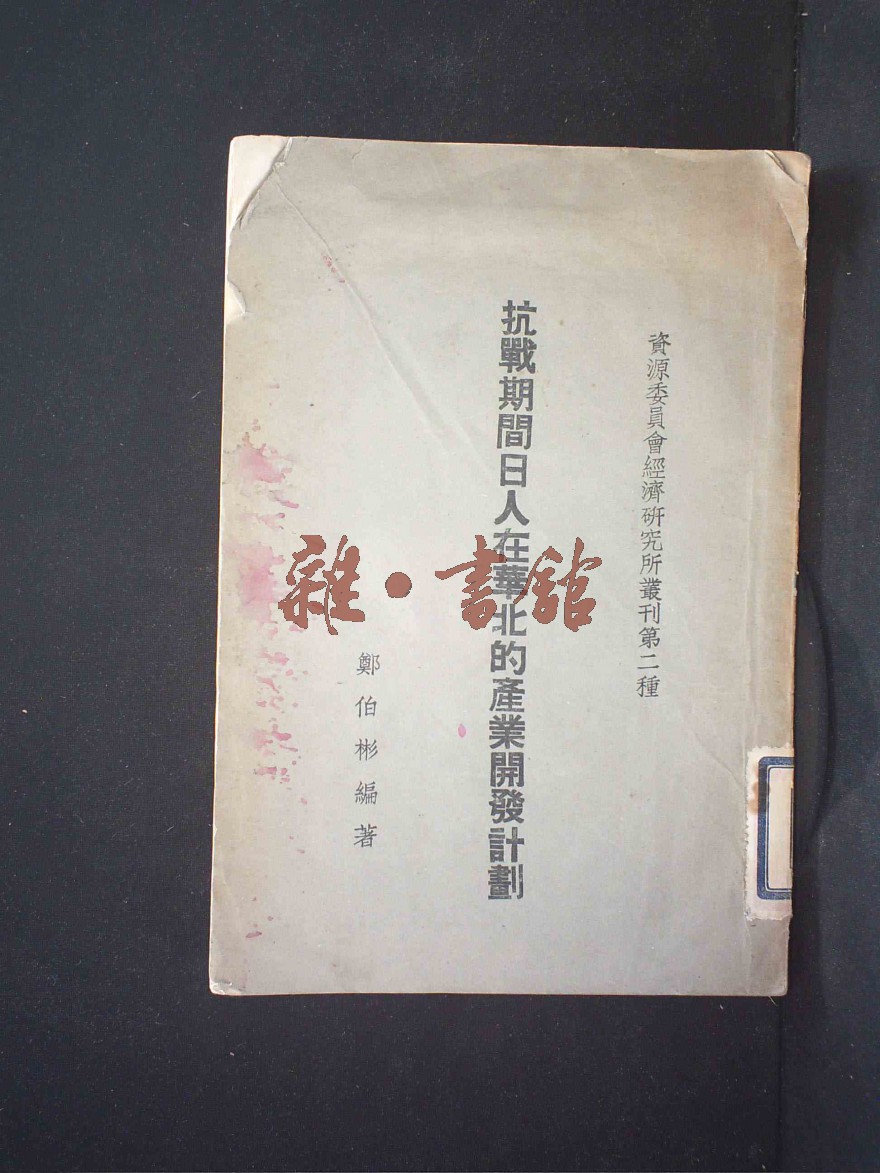 資源委員會經濟研究所叢刊第二種
抗戰期間日人在華北的產業開發計劃
鄭伯彬編著
雜·書館